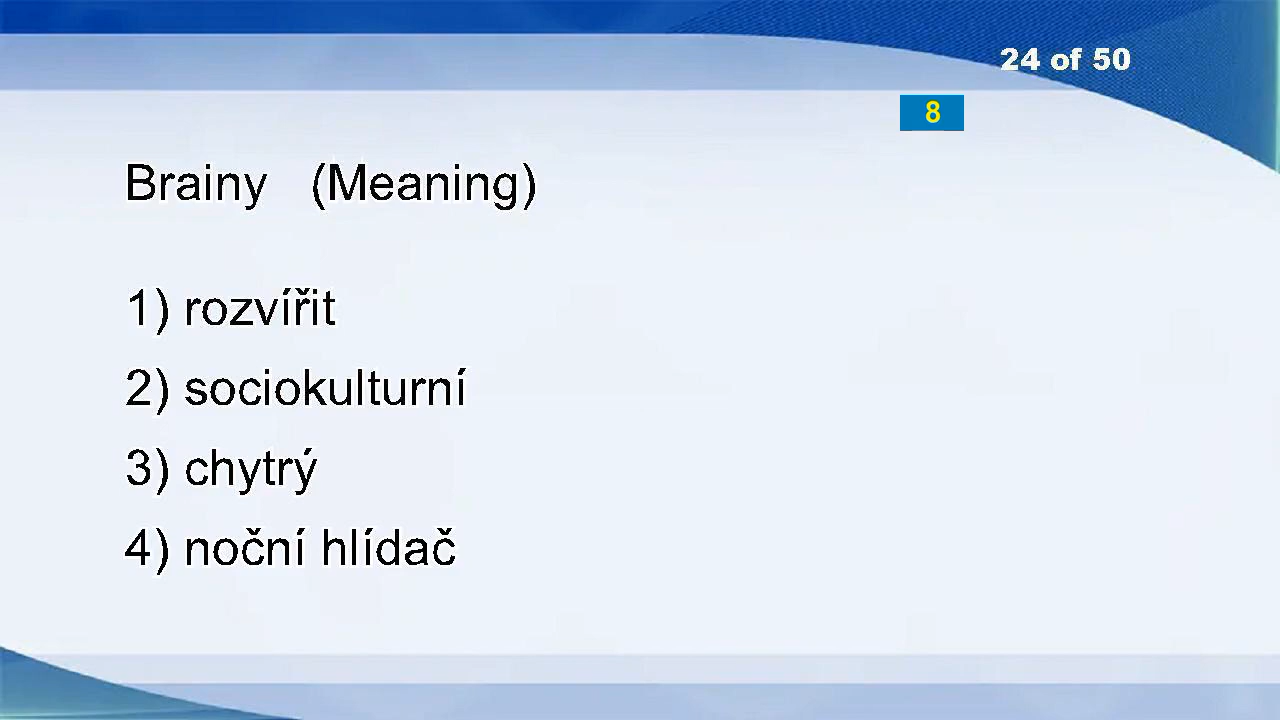 24 of 50
8
Brainy (Meaning)
1) rozvířit
2) sociokulturní
3) chytrý
4) noční hlídač